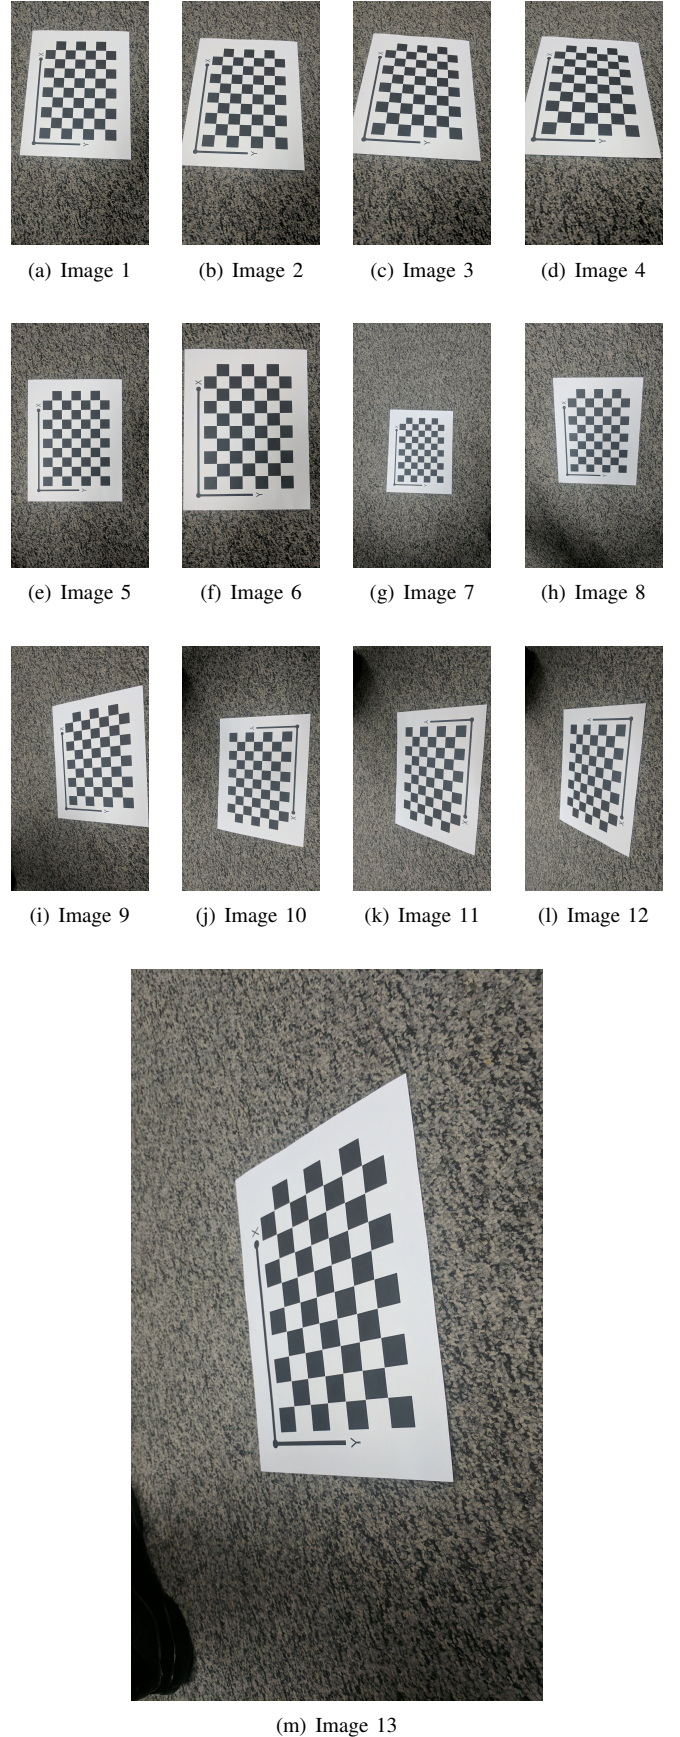 X
X
X
X
Y
Y
Y
Y
(a) Image 1
(b) Image 2
(c) Image 3
(d) Image 4
X
X
X
Y
Y
Y
(e) Image 5
(f) Image 6
(g) Image 7
(h) Image 8
Y
Y
Y
Y
X
X
X
(i) Image 9
(j) Image 10
(k) Image 11
(l) Image 12
X
Y
(m) Image 13